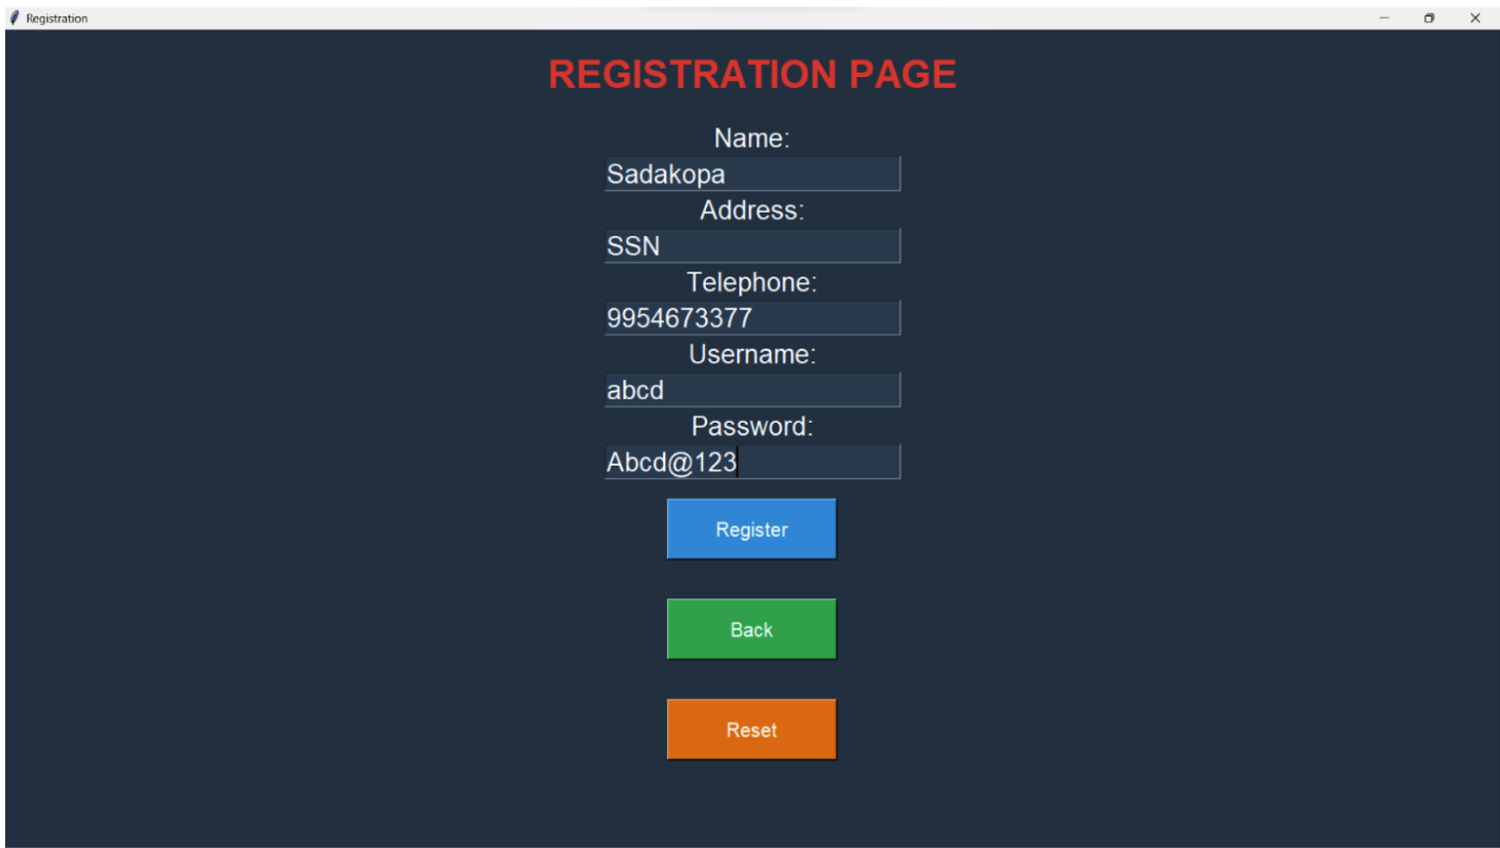 Registration
REGISTRATION PAGE
Name:
Sadakopa
Address:
SSN
Telephone:
9954673377
Username:
abcd
Password:
Abcd@123
Register
Back
Reset